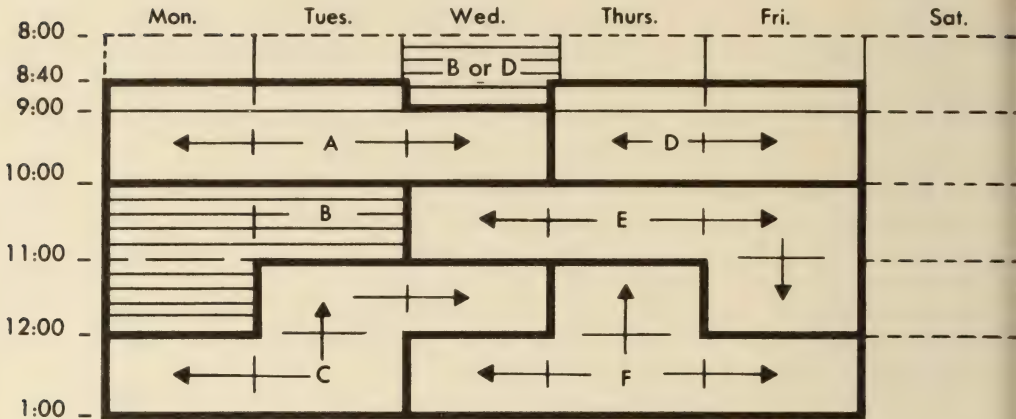 Mon. Tues. Wed. Thurs. Fri. Sat.
8:00
B or D
8:40
9:00
A D
10:00
B E
11:00
12:00
C F
1:00